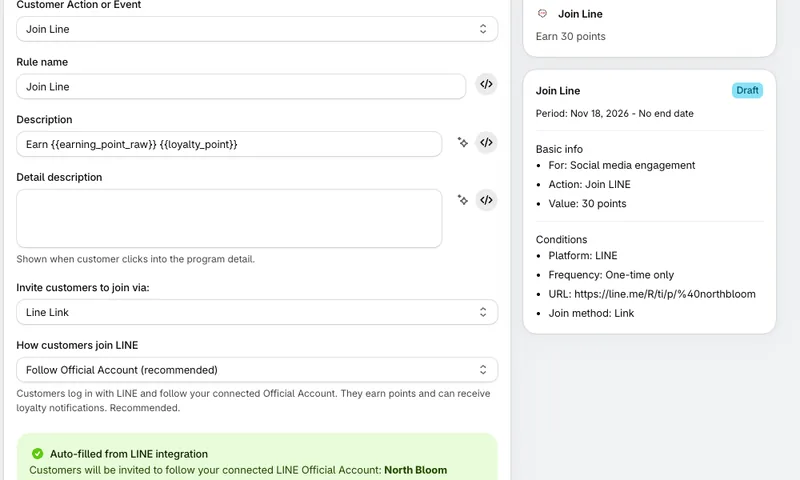 Customer Action or Event
Join Line
Rule name
Join Line
Description
Earn {{earning_point_raw}} {{loyalty_point}}
Detail description
Shown when customer clicks into the program detail.
Invite customers to join via:
Line Link
How customers join LINE
Follow Official Account (recommended)
Customers log in with LINE and follow your connected Official Account. They earn points and can receive
loyalty notifications. Recommended.
Auto-filled from LINE integration
Customers will be invited to follow your connected LINE Official Account: North Bloom
Join Line
Earn 30 points
Join Line
Draft
Period: Nov 18, 2026 - No end date
Basic info
• For: Social media engagement
• Action: Join LINE
• Value: 30 points
Conditions
• Platform: LINE
• Frequency: One-time only
• URL: https://line.me/R/ti/p/%40northbloom
• Join method: Link